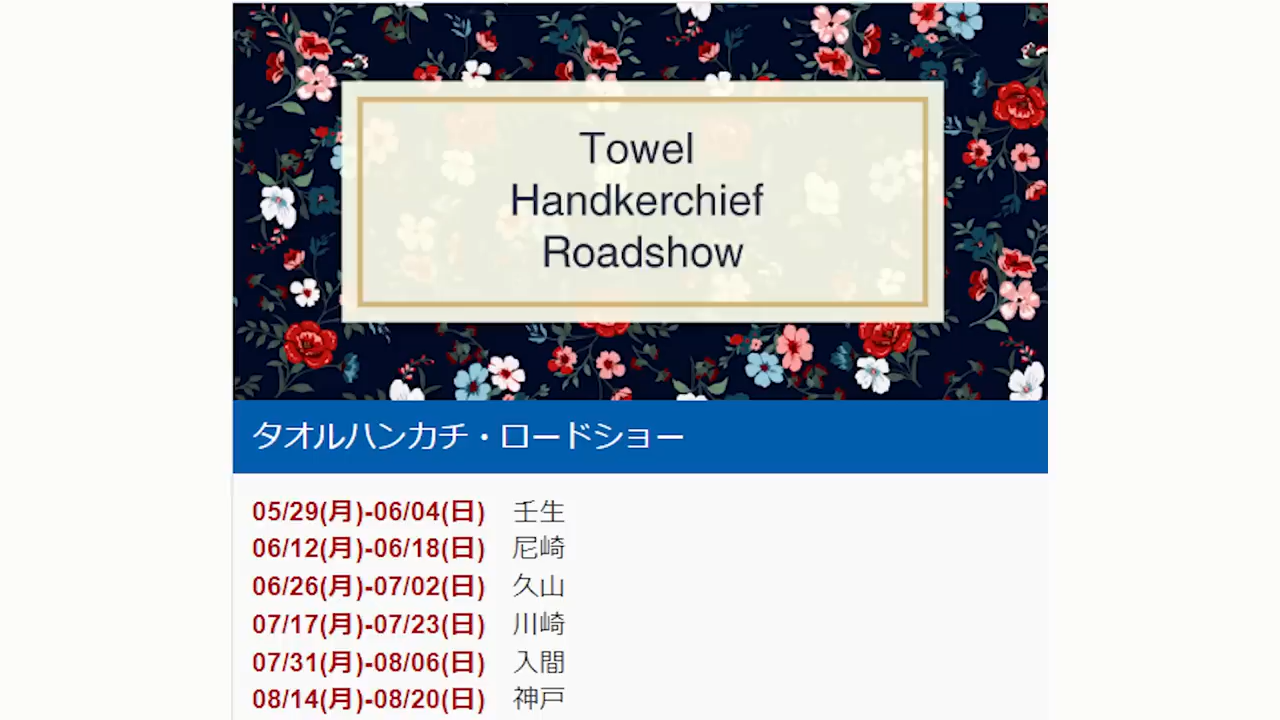 Towel
Handkerchief
Roadshow
タオルハンカチ・ロードショー
05/29(月)-06/04(日) 壬生
06/12(月)-06/18(日) 尼崎
06/26(月)-07/02(日) 久山
07/17(月)-07/23(日) 川崎
07/31(月)-08/06(日) 入間
08/14(月)-08/20(日) 神戸